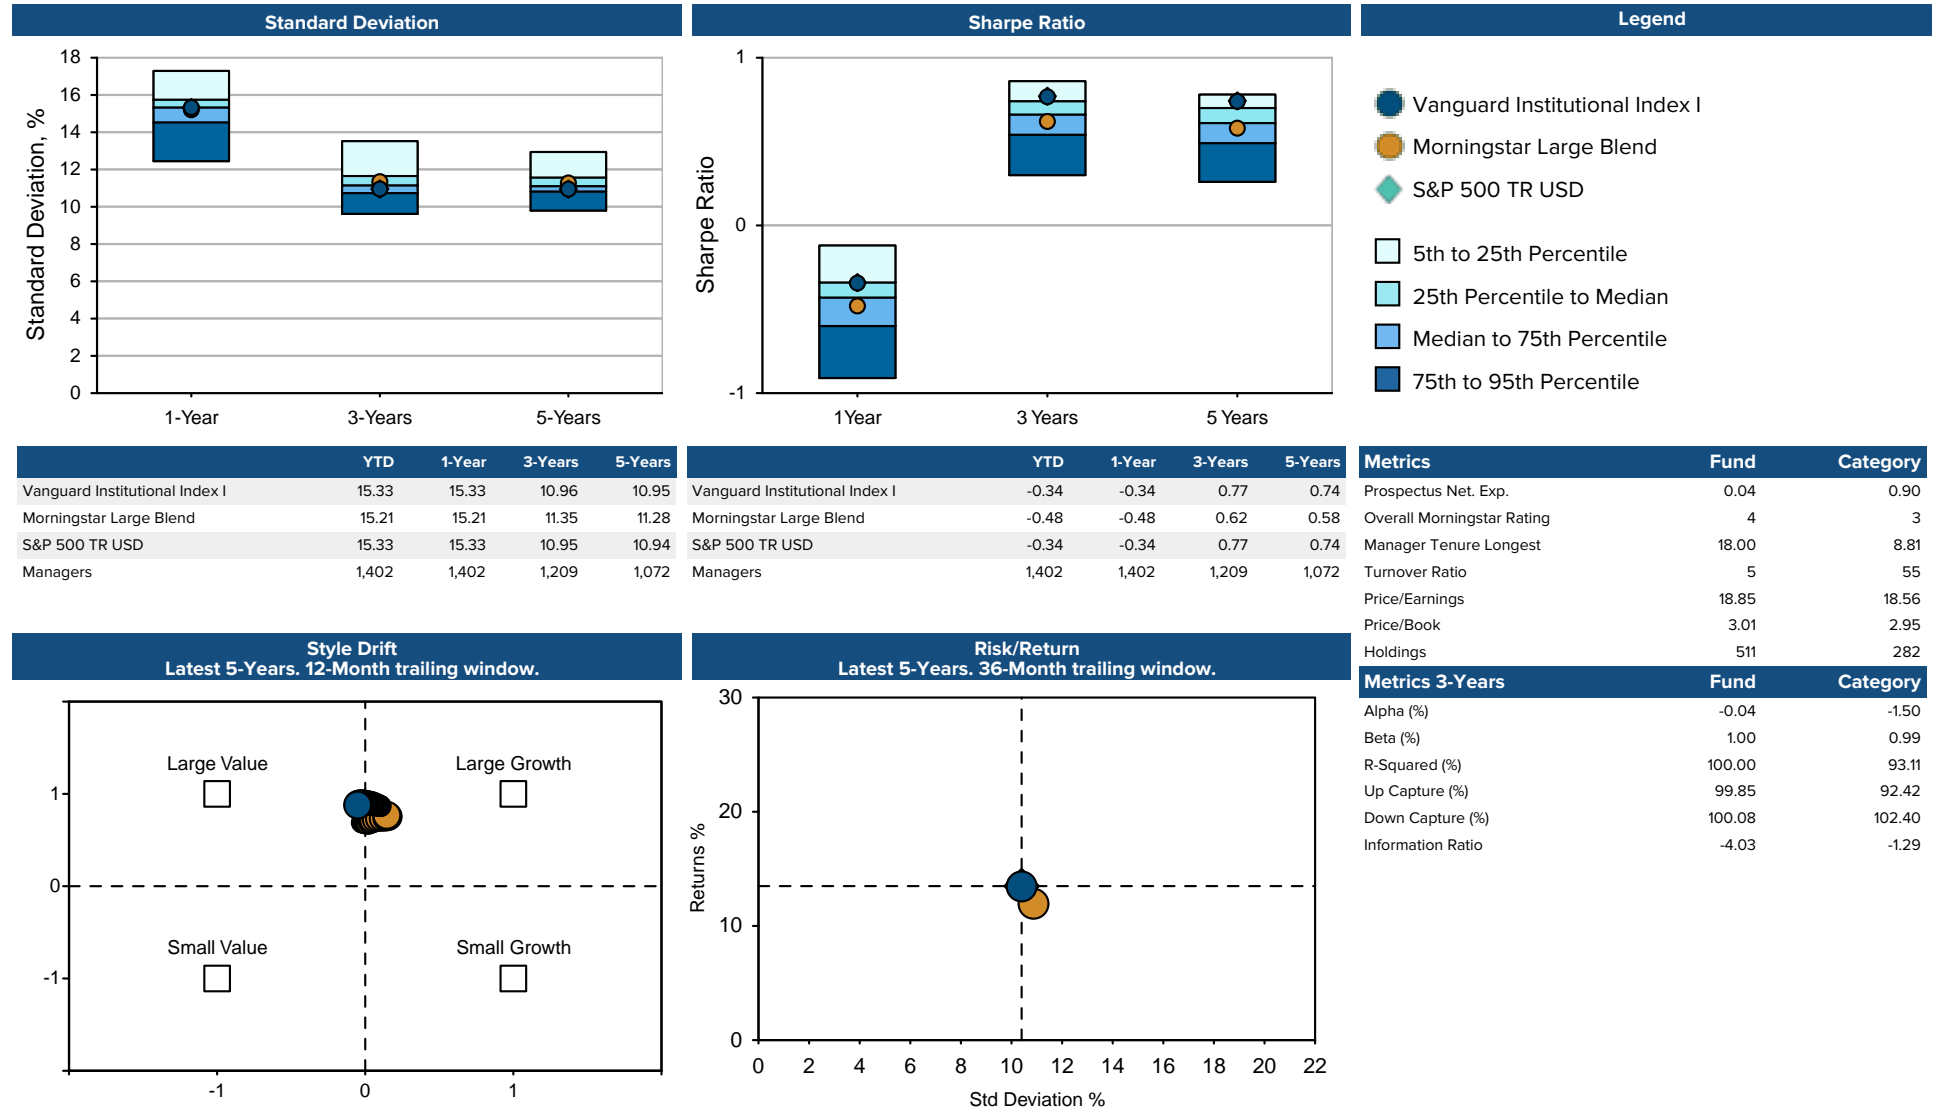 Standard Deviation
18
16
14
12
10
8
6
4
2
0
Standard Deviation, %
1-Year 3-Years 5-Years
Sharpe Ratio
1
0
-1
Sharpe Ratio
1Year 3 Years 5 Years
Legend
Vanguard Institutional Index I
Morningstar Large Blend
S&P 500 TR USD
5th to 25th Percentile
25th Percentile to Median
Median to 75th Percentile
75th to 95th Percentile
YTD 1-Year 3-Years 5-Years
Vanguard Institutional Index I 15.33 15.33 10.96 10.95
Morningstar Large Blend 15.21 15.21 11.35 11.28
S&P 500 TR USD 15.33 15.33 10.95 10.94
Managers 1,402 1,402 1,209 1,072
YTD 1-Year 3-Years 5-Years
Vanguard Institutional Index I -0.34 -0.34 0.77 0.74
Morningstar Large Blend -0.48 -0.48 0.62 0.58
S&P 500 TR USD -0.34 -0.34 0.77 0.74
Managers 1,402 1,402 1,209 1,072
Metrics Fund Category
Prospectus Net. Exp. 0.04 0.90
Overall Morningstar Rating 4 3
Manager Tenure Longest 18.00 8.81
Turnover Ratio 5 55
Price/Earnings 18.85 18.56
Price/Book 3.01 2.95
Holdings 511 282
Metrics 3-Years Fund Category
Alpha (%) -0.04 -1.50
Beta (%) 1.00 0.99
R-Squared (%) 100.00 93.11
Up Capture (%) 99.85 92.42
Down Capture (%) 100.08 102.40
Information Ratio -4.03 -1.29
Style Drift
Latest 5-Years. 12-Month trailing window.
Large Value Large Growth
1
0
Small Value Small Growth
-1
-1 0 1
Risk/Return
Latest 5-Years. 36-Month trailing window.
30
20
10
0
Returns %
0 2 4 6 8 10 12 14 16 18 20 22
Std Deviation %